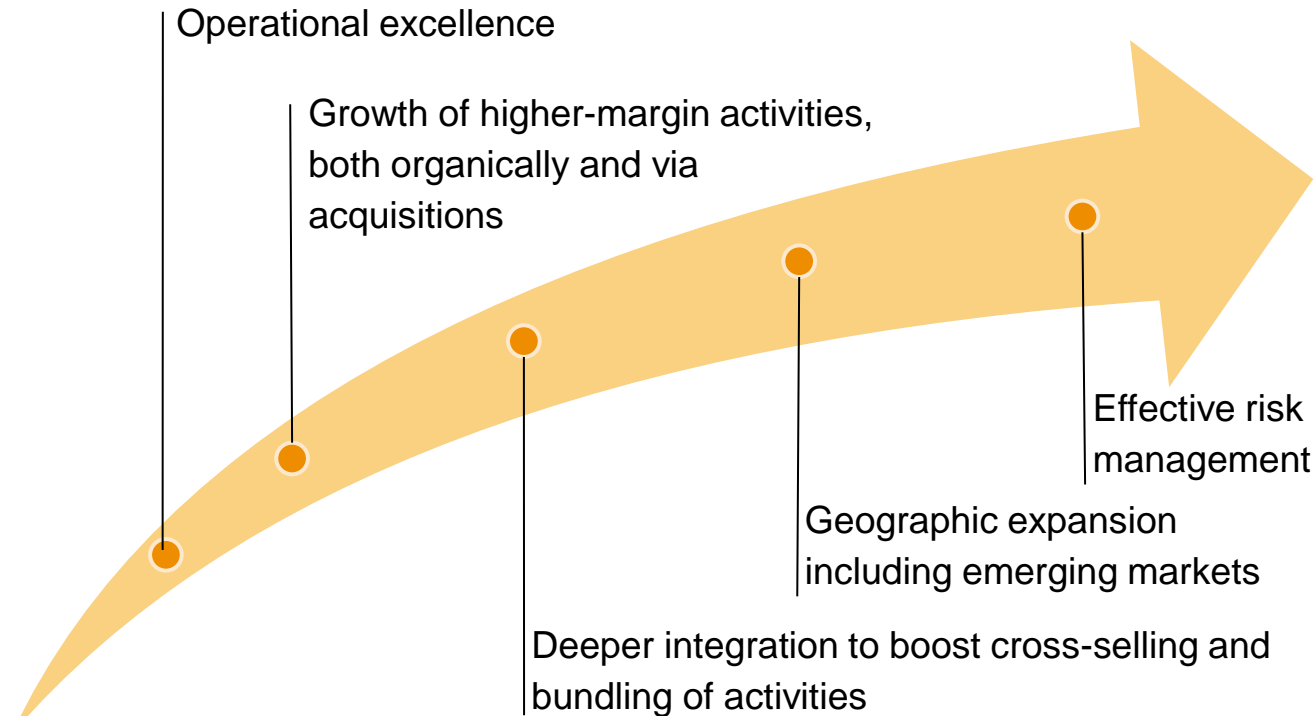 Operational excellence
Growth of higher-margin activities,
both organically and via
acquisitions
Effective risk
management
Geographic expansion
including emerging markets
Deeper integration to boost cross-selling and
bundling of activities